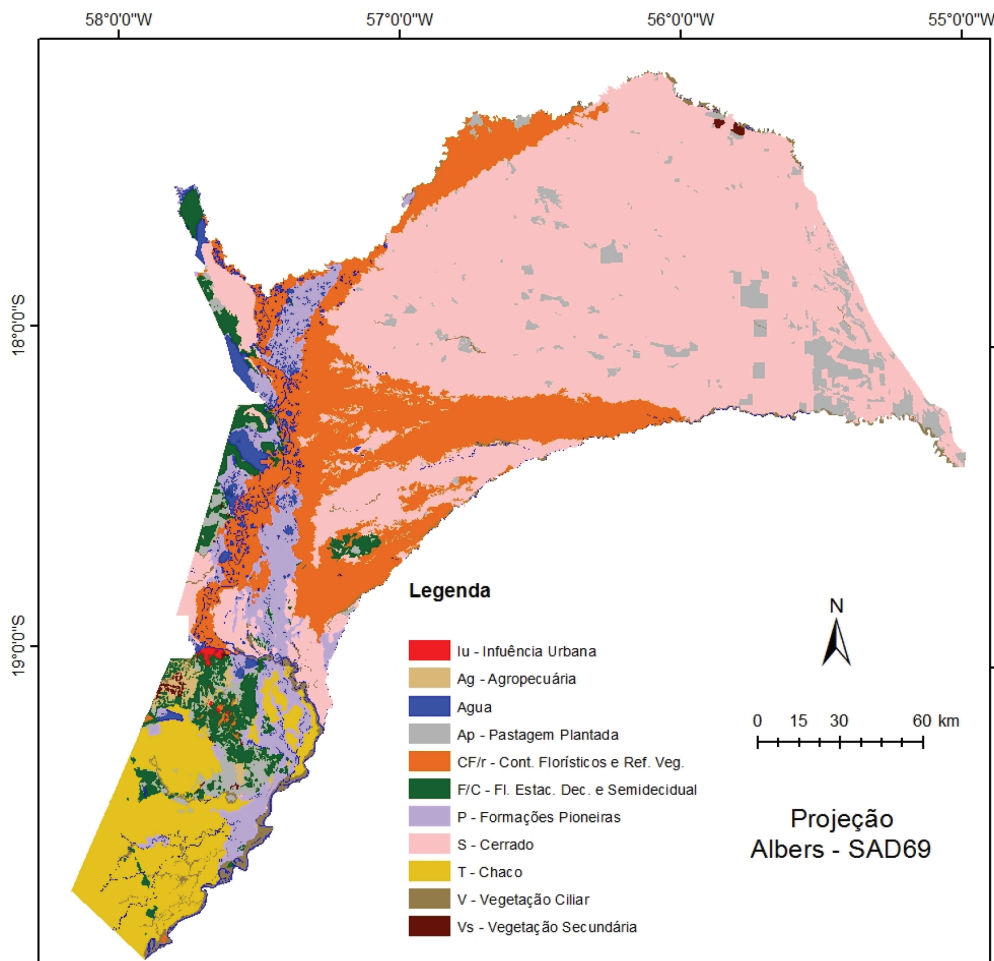 58°0'0"W 57°0'0"W 56°0'0"W 55°0'0"W
18°0'0"S
19°0'0"S
Legenda
Iu - Infuência Urbana
Ag - Agropecuária
Agua
Ap - Pastagem Plantada
CF/r - Cont. Florísticos e Ref. Veg.
F/C - Fl. Estac. Dec. e Semidecidual
P - Formações Pioneiras
S - Cerrado
T - Chaco
V - Vegetação Ciliar
Vs - Vegetação Secundária
N
0 15 30 60 km
Projeção
Albers - SAD69